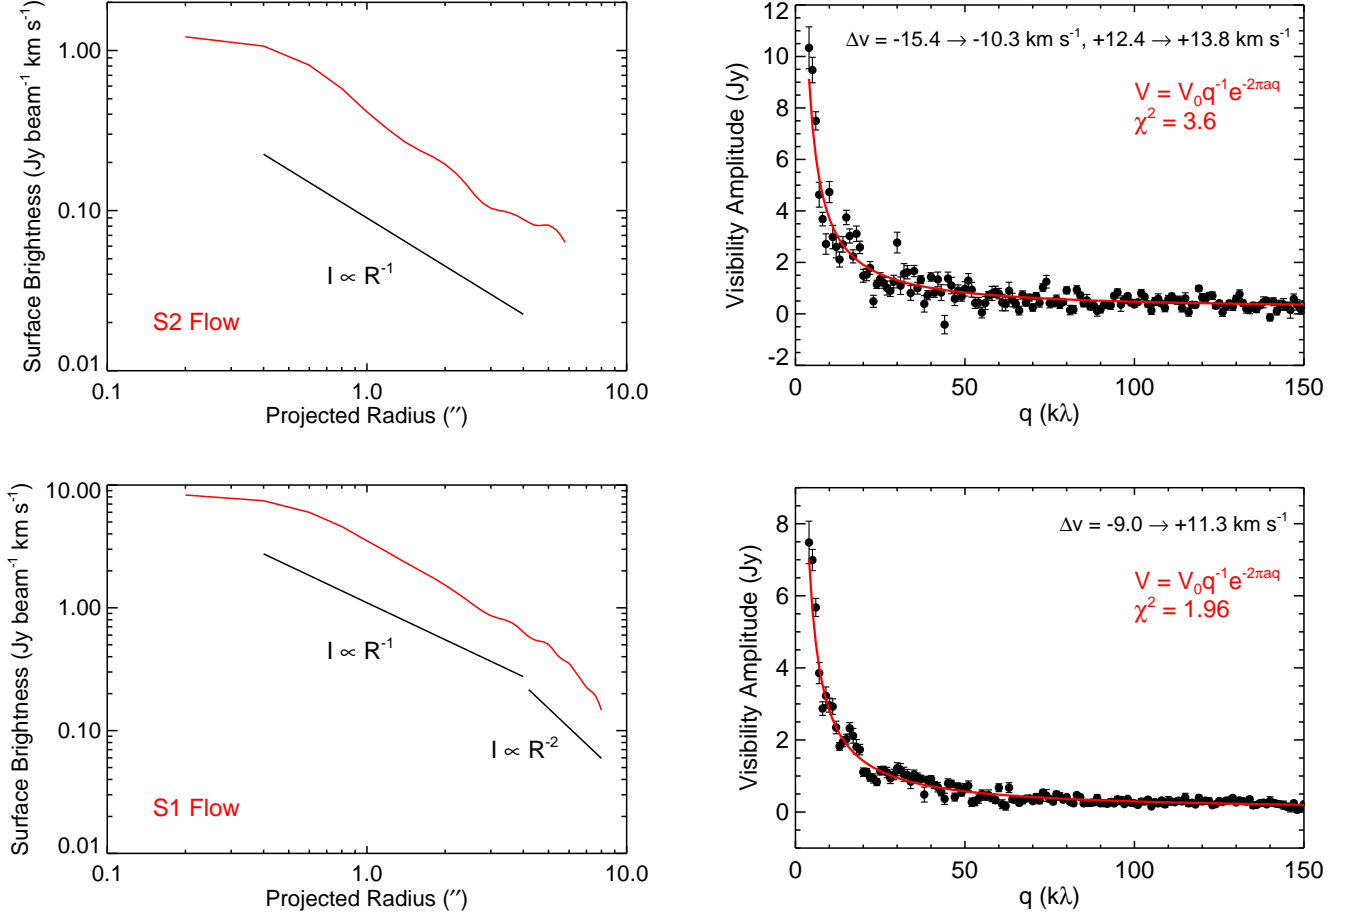 Surface Brightness (Jy beam⁻¹ km s⁻¹)
1.00
0.10
0.01
I ∝ R⁻¹
S2 Flow
0.1
1.0
10.0
Projected Radius (′′)
Visibility Amplitude (Jy)
12
10
8
6
4
2
0
-2
Δv = -15.4 → -10.3 km s⁻¹, +12.4 → +13.8 km s⁻¹
V = V₀q⁻¹e⁻²πᵃq
χ² = 3.6
0
50
100
150
q (kλ)
Surface Brightness (Jy beam⁻¹ km s⁻¹)
10.00
1.00
0.10
0.01
I ∝ R⁻¹
I ∝ R⁻²
S1 Flow
0.1
1.0
10.0
Projected Radius (′′)
Visibility Amplitude (Jy)
8
6
4
2
0
Δv = -9.0 → +11.3 km s⁻¹
V = V₀q⁻¹e⁻²πᵃq
χ² = 1.96
0
50
100
150
q (kλ)